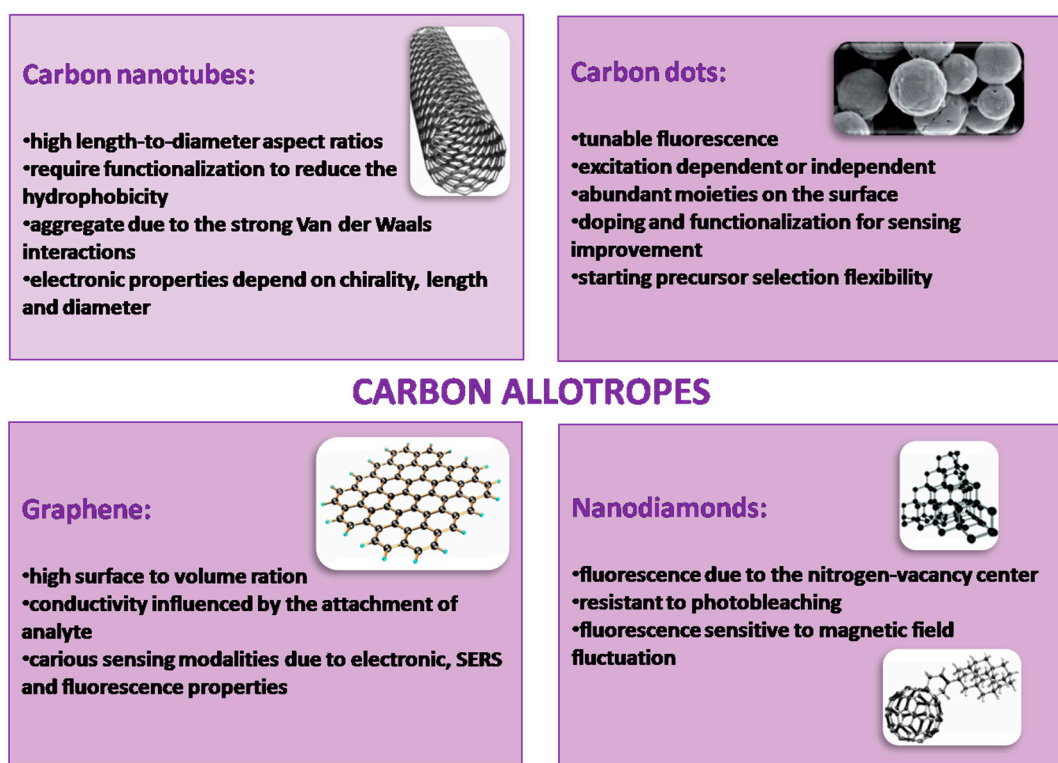 Carbon nanotubes:
•high length-to-diameter aspect ratios
•require functionalization to reduce the
hydrophobicity
•aggregate due to the strong Van der Waals
interactions
•electronic properties depend on chirality, length
and diameter
Carbon dots:
•tunable fluorescence
•excitation dependent or independent
•abundant moieties on the surface
•doping and functionalization for sensing
improvement
•starting precursor selection flexibility
CARBON ALLOTROPES
Graphene:
•high surface to volume ration
•conductivity influenced by the attachment of
analyte
•carious sensing modalities due to electronic, SERS
and fluorescence properties
Nanodiamonds:
•fluorescence due to the nitrogen-vacancy center
•resistant to photobleaching
•fluorescence sensitive to magnetic field
fluctuation